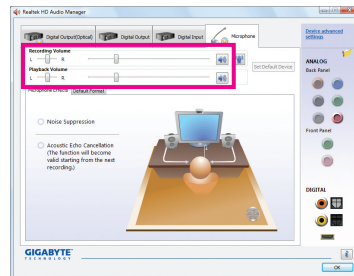 Realtek HD Audio Manager
Digital Output(Optical)
Digital Output
Digital Input
Microphone
Device advanced settings
Recording Volume
L R
Set Default Device
Playback Volume
L R
ANALOG
Back Panel
Microphone Effects
Default Format
Noise Suppression
Acoustic Echo Cancellation
(The function will become
valid starting from the next
recording.)
Front Panel
DIGITAL
GIGABYTE
TECHNOLOGY
OK